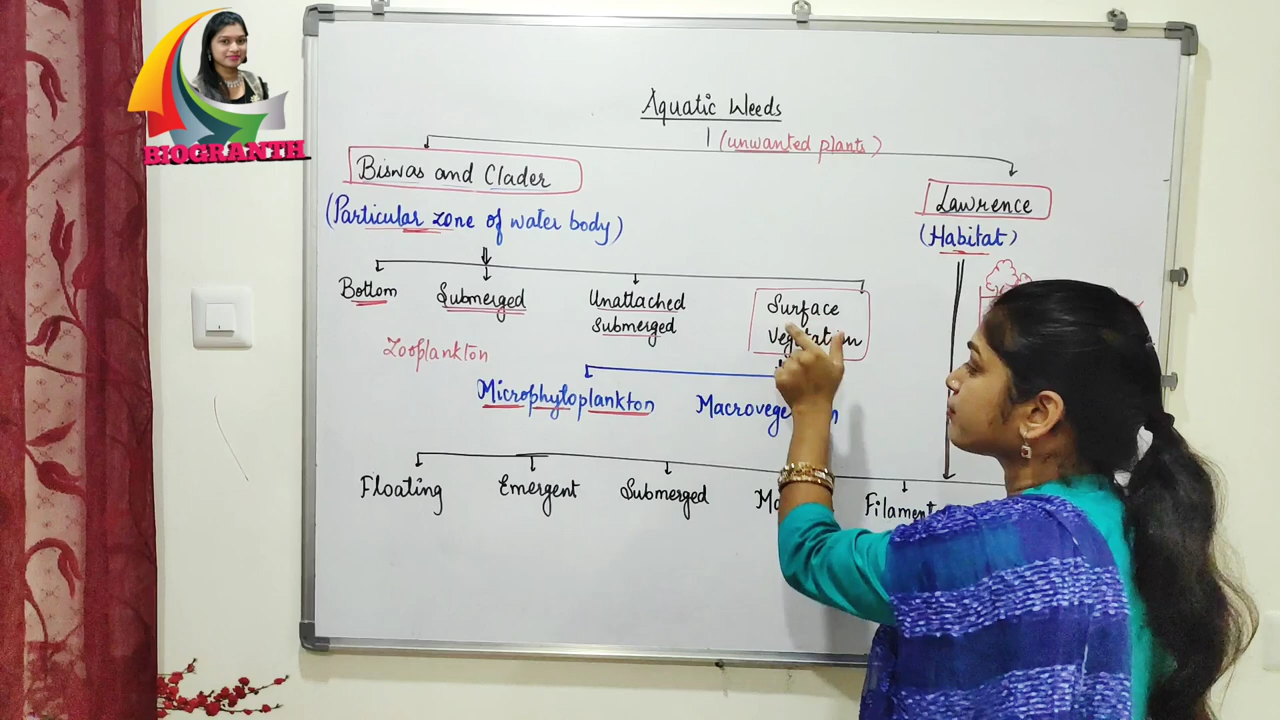 BIOGRANTH
Aquatic Weeds
(unwanted plants)
Biswas and Clader
(Particular zone of water body)
Lawrence
(Habitat)
Bottom
Submerged
Unattached
Submerged
Surface
Vegetation
Zooplankton
Microphytoplankton
Floating
Emergent
Submerged